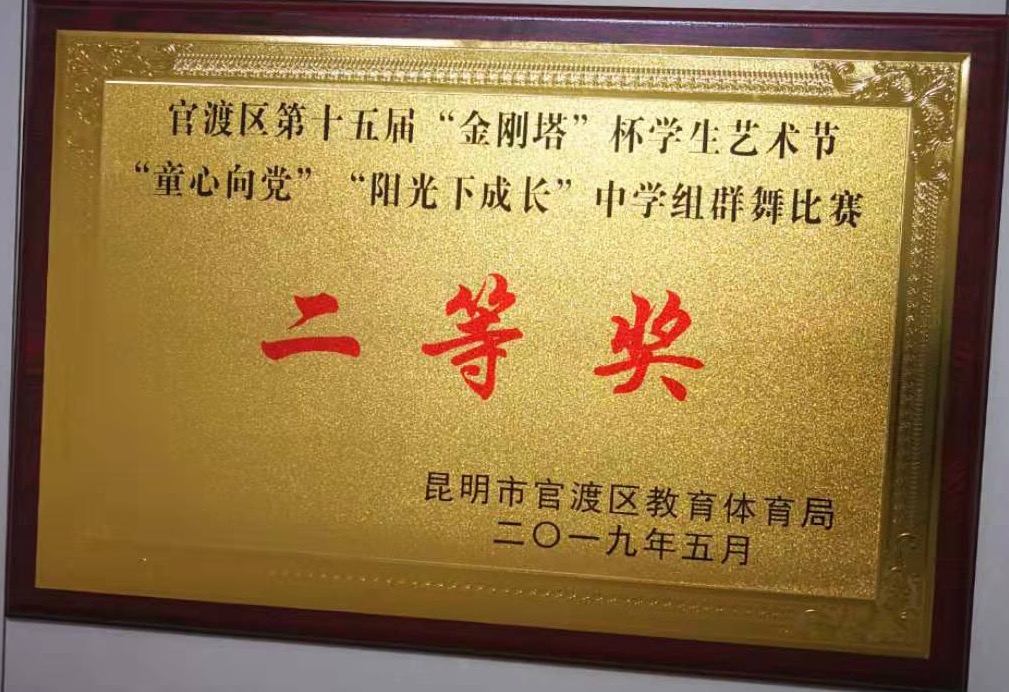 官渡区第十五届“金刚塔”杯学生艺术节
“童心向党”“阳光下成长”中学组群舞比赛
二等奖
昆明市官渡区教育体育局
二〇一九年五月